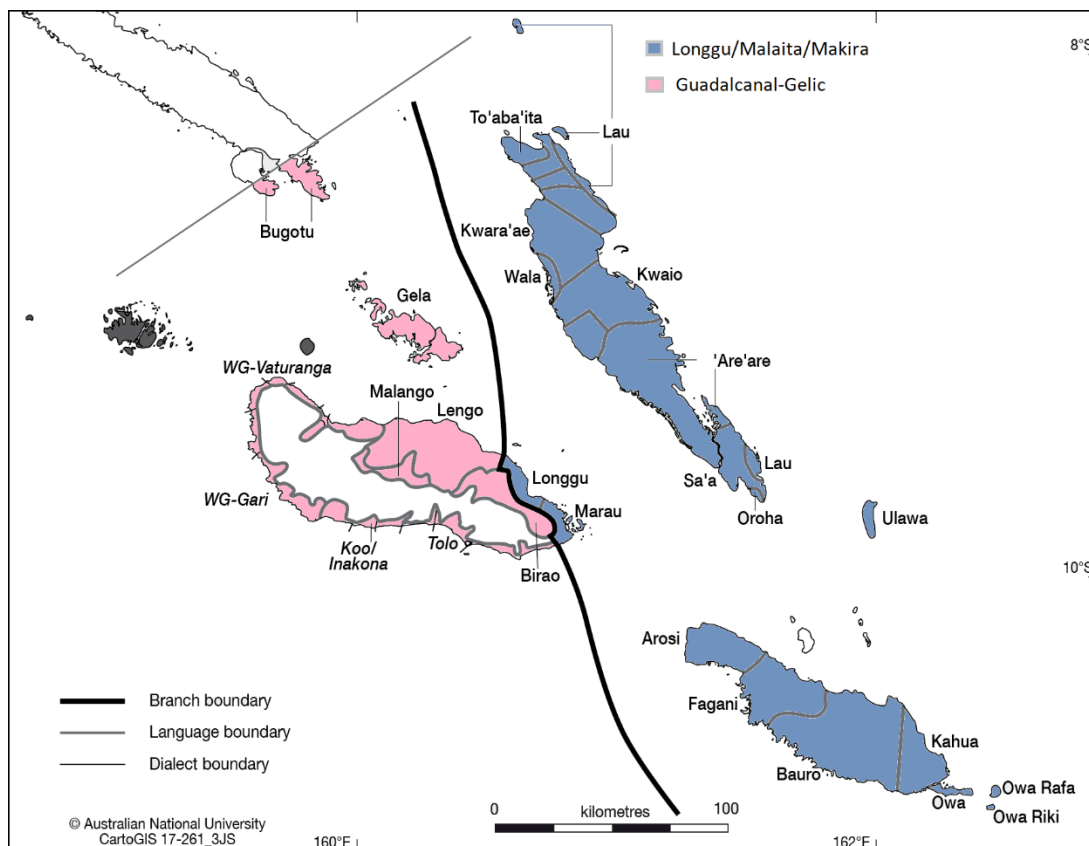 8°S
Longgu/Malaita/Makira
Guadalcanal-Gelic
To'aba'ita
Lau
Bugotu
Kwara'ae
Wala
Kwaio
Gela
'Are'are
WG-Vaturanga
Malango
Lengo
Longgu
Lau
Sa'a
WG-Gari
Marau
Oroha
Ulawa
Koo/
Inakona
Tolo
Birao
10°S
Arosi
Fagani
Branch boundary
Language boundary
Kahua
Dialect boundary
Bauro
Owa Rafa
Owa
Owa Riki
0
kilometres
100
© Australian National University
CartoGIS 17-261_3JS
160°E
162°E